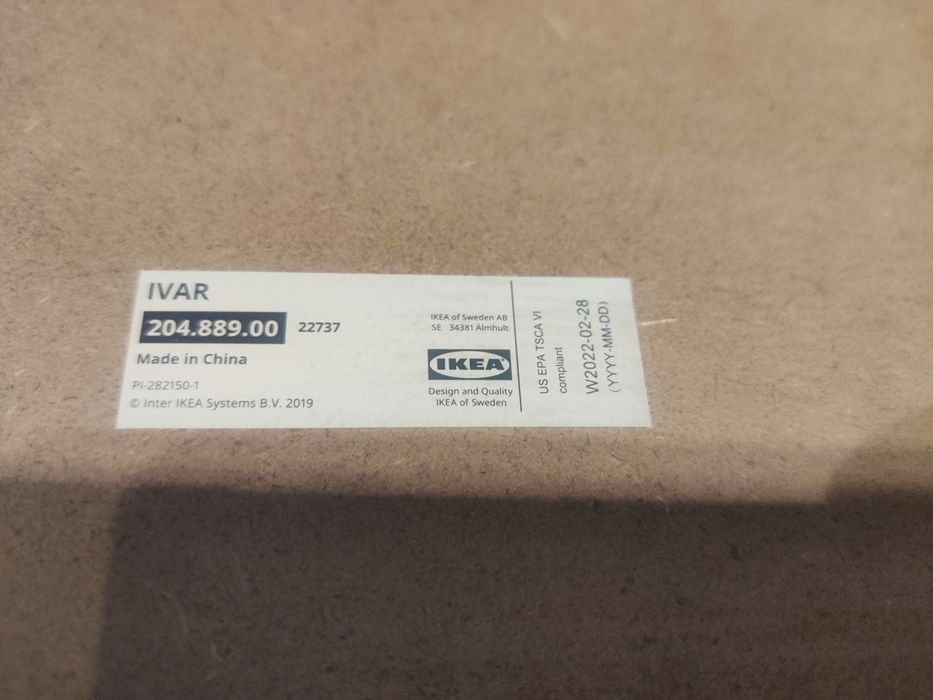 IVAR
204.889.00 22737
Made in China
PI-282150-1
© Inter IKEA Systems B.V. 2019
IKEA of Sweden AB
SE 34381 Älmhult
IKEA
Design and Quality
IKEA of Sweden
US EPA TSCA VI
compliant
W2022-02-28
(YYYY-MM-DD)